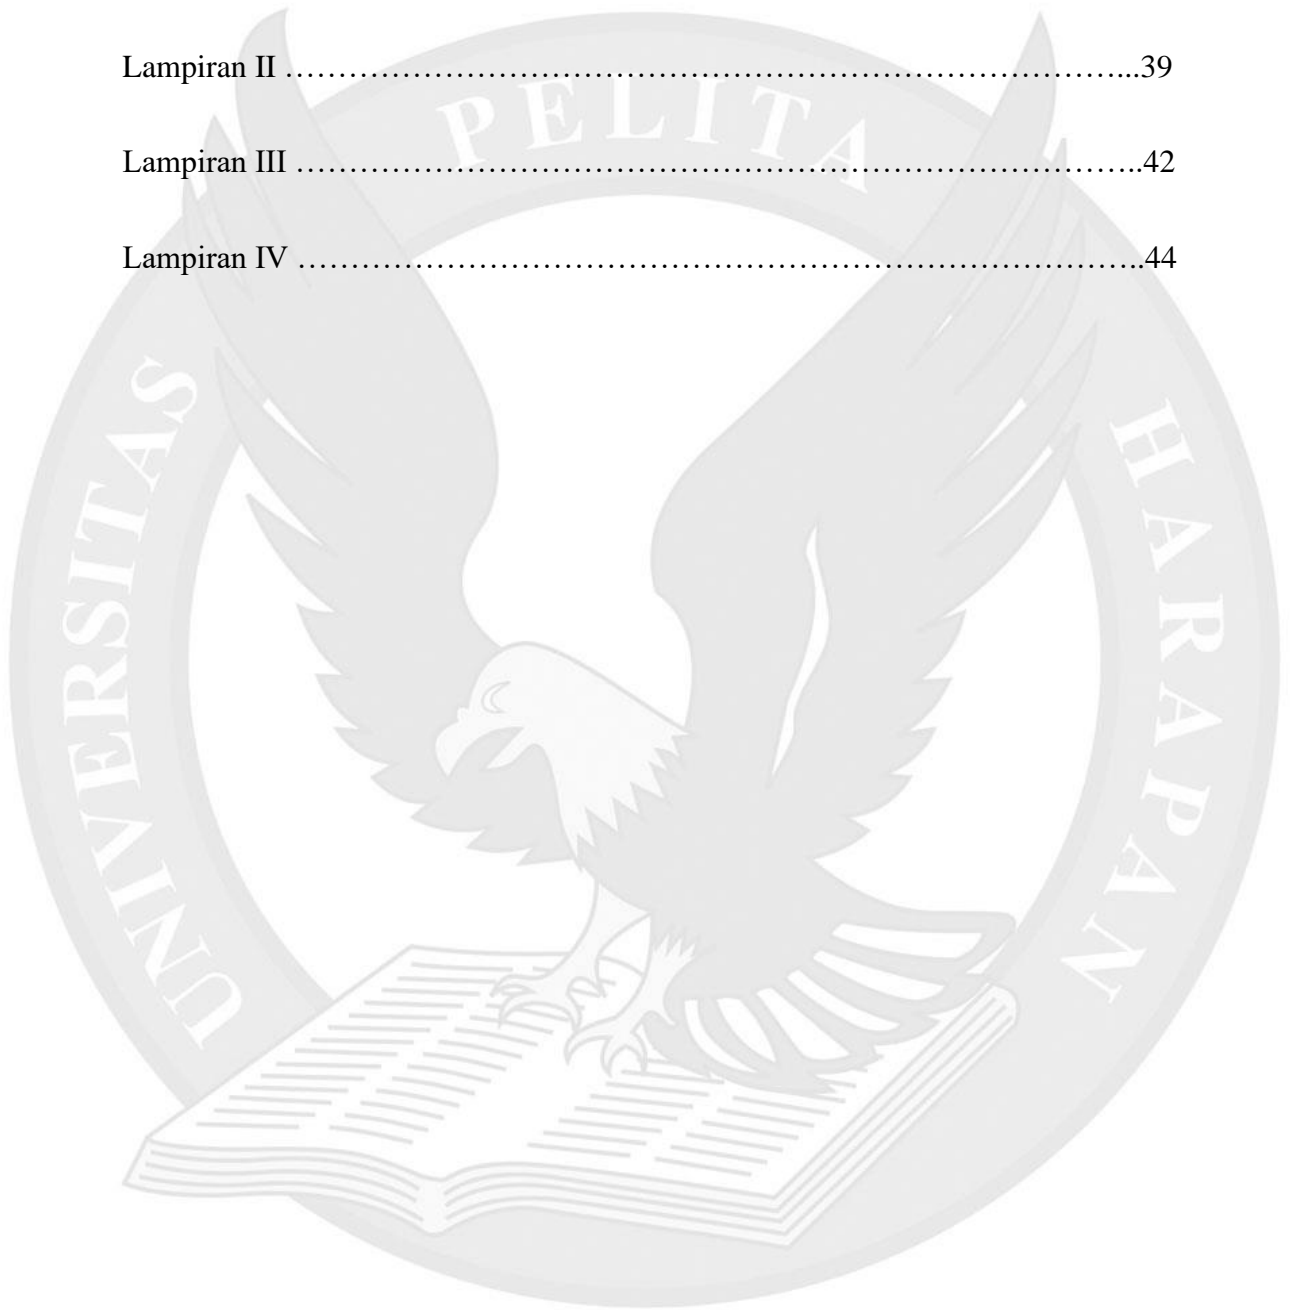 Lampiran II ……………………………………………………………………...39
Lampiran III ……………………………………………………………………..42
Lampiran IV ……………………………………………………………………..44
UNIVERSITAS PELITA HARAPAN